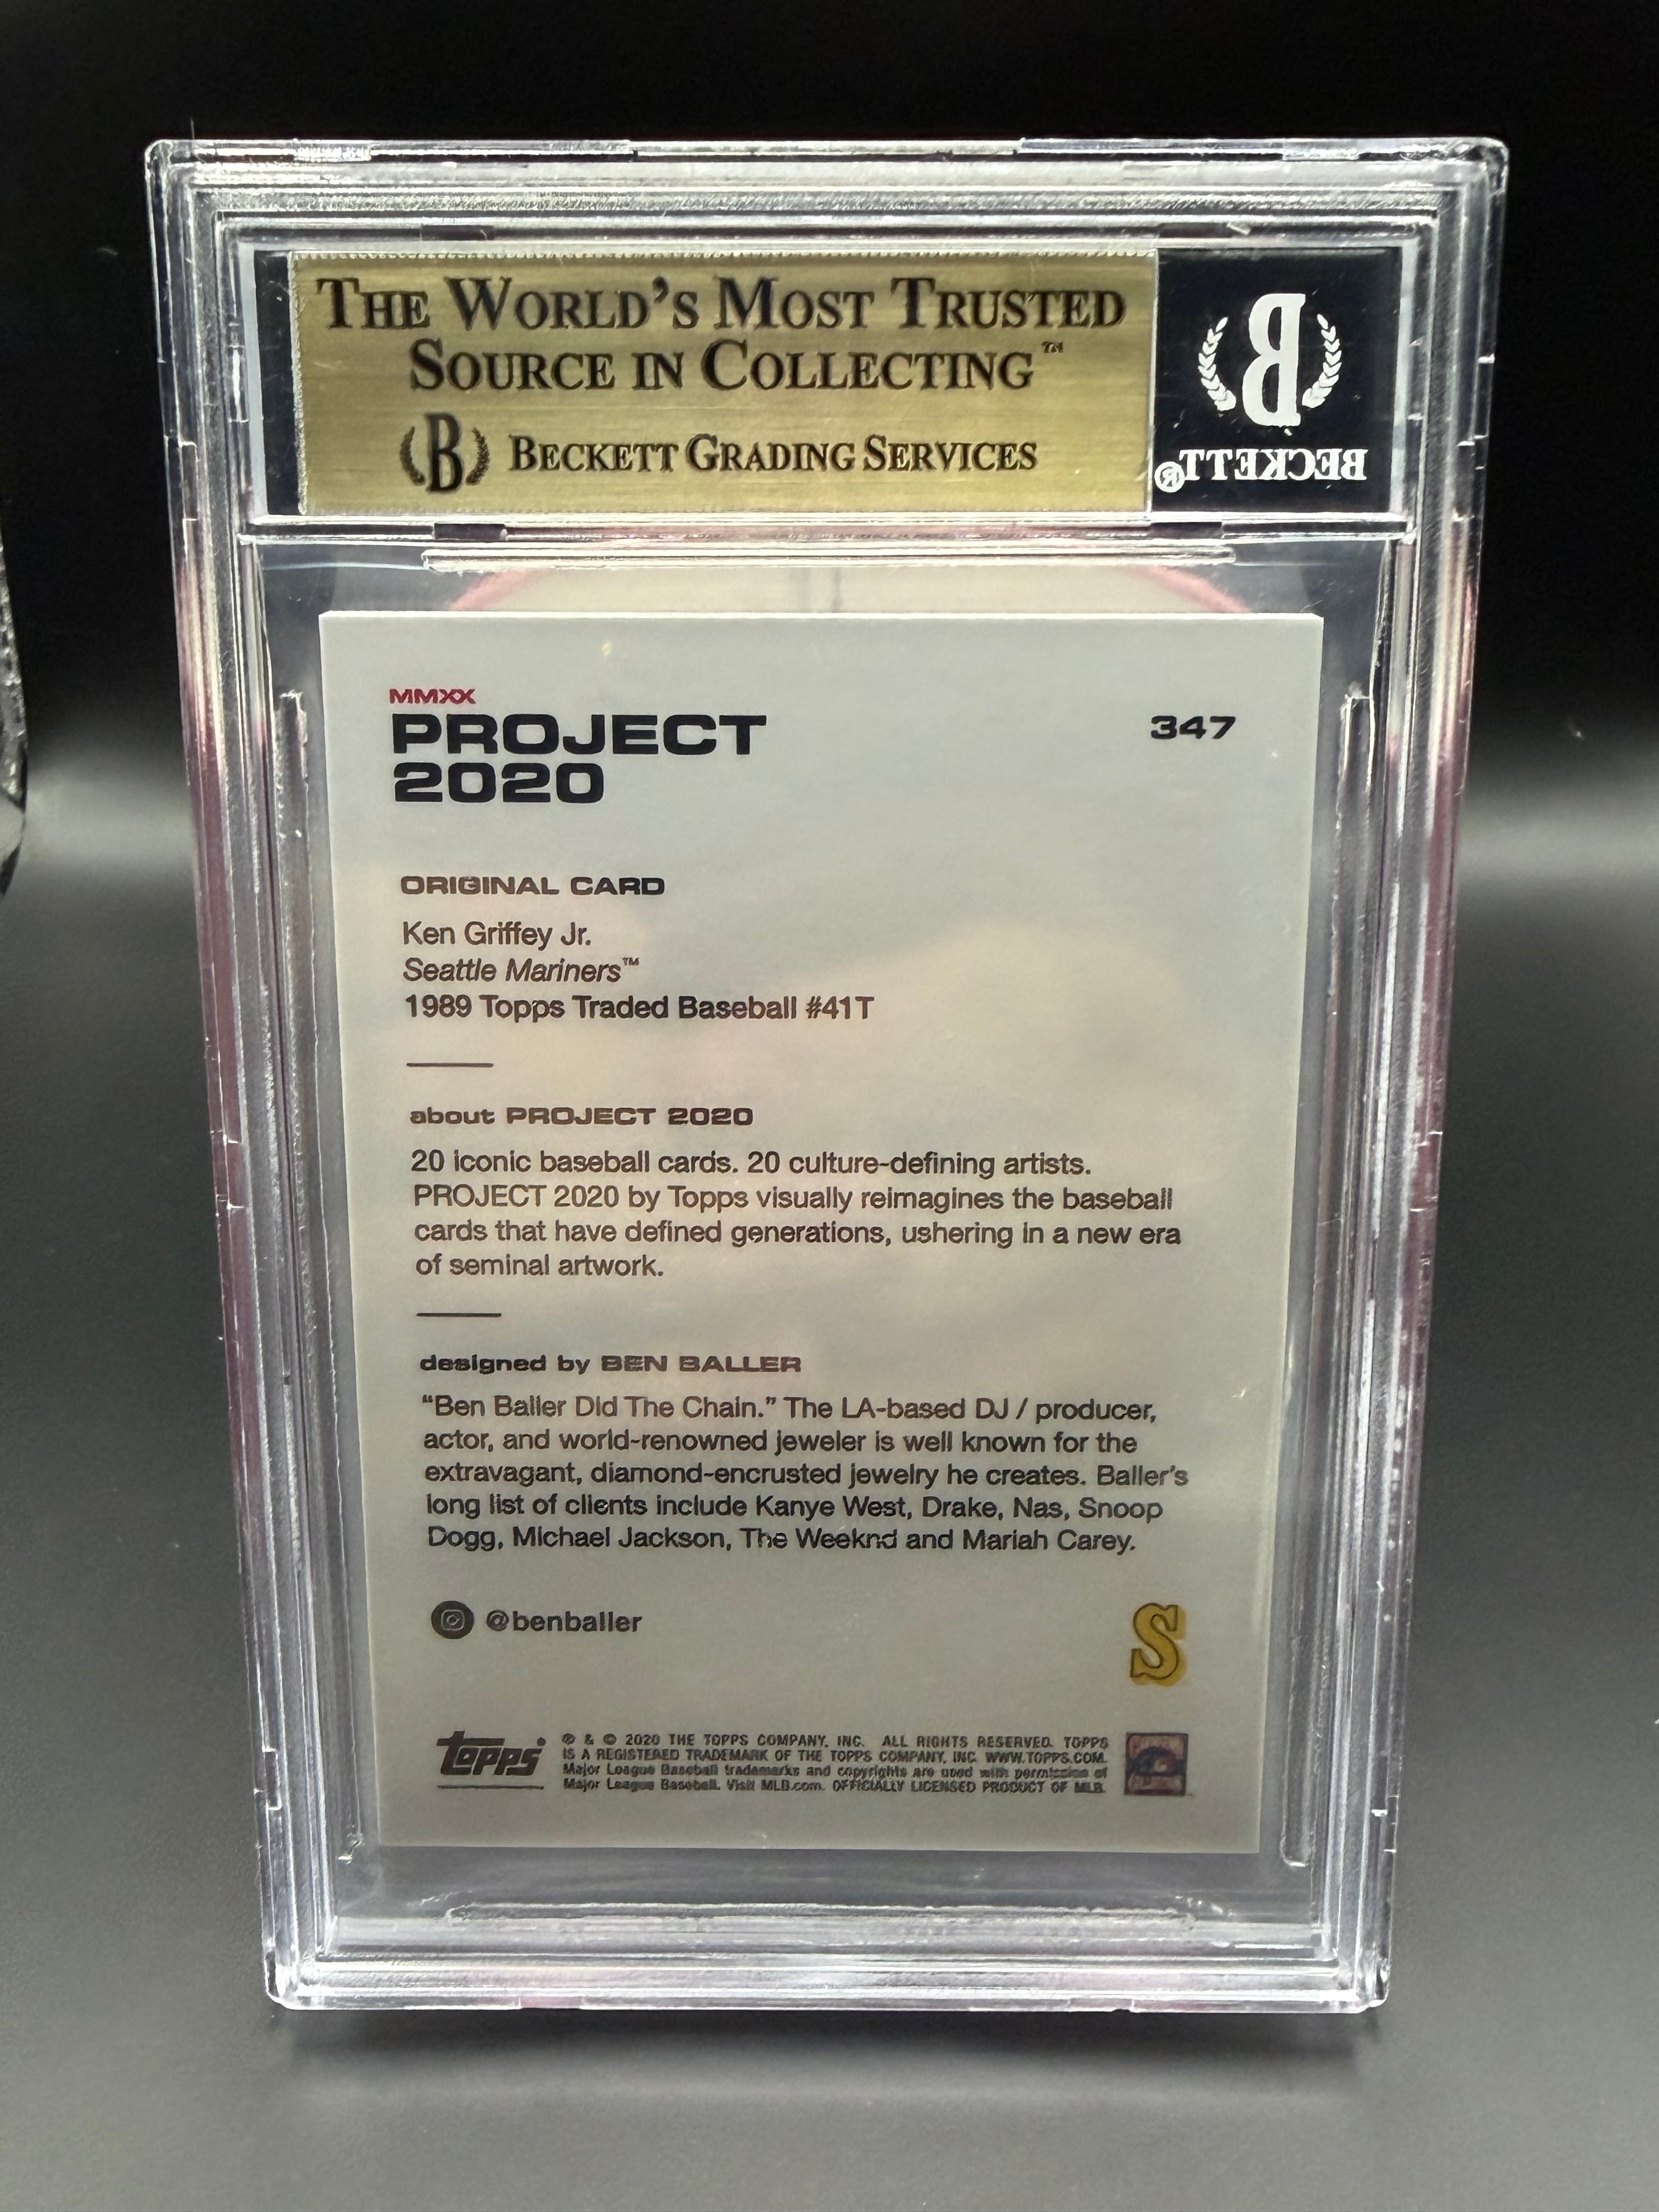 THE WORLD'S MOST TRUSTED
SOURCE IN COLLECTING™
B BECKETT GRADING SERVICES
B
BECKETT®
MMXX
PROJECT
2020
347
ORIGINAL CARD
Ken Griffey Jr.
Seattle Mariners™
1989 Topps Traded Baseball #41T
about PROJECT 2020
20 iconic baseball cards. 20 culture-defining artists.
PROJECT 2020 by Topps visually reimagines the baseball
cards that have defined generations, ushering in a new era
of seminal artwork.
designed by BEN BALLER
“Ben Baller Did The Chain.” The LA-based DJ / producer,
actor, and world-renowned jeweler is well known for the
extravagant, diamond-encrusted jewelry he creates. Baller's
long list of clients include Kanye West, Drake, Nas, Snoop
Dogg, Michael Jackson, The Weeknd and Mariah Carey.
@benballer
S
topps
® & © 2020 THE TOPPS COMPANY, INC. ALL RIGHTS RESERVED. TOPPS
IS A REGISTERED TRADEMARK OF THE TOPPS COMPANY, INC. WWW.TOPPS.COM.
Major League Baseball trademarks and copyrights are used with permission of
Major League Baseball. Visit MLB.com. OFFICIALLY LICENSED PRODUCT OF MLB.